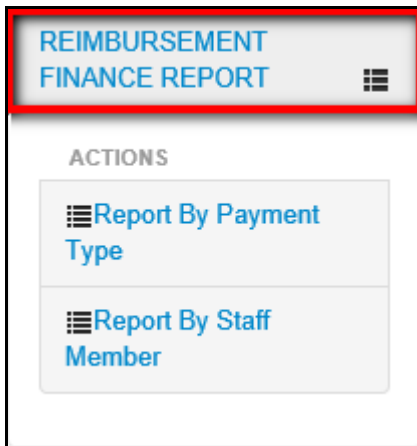 REIMBURSEMENT
FINANCE REPORT
ACTIONS
Report By Payment
Type
Report By Staff
Member